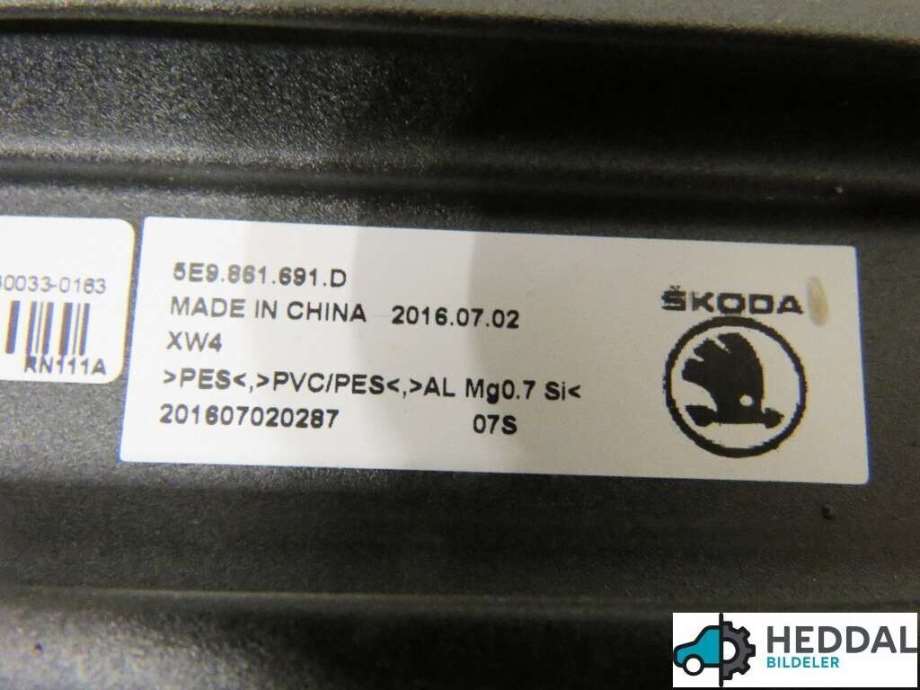 5E9.861.691.D
MADE IN CHINA 2016.07.02
XW4
>PES<,>PVC/PES<,>AL Mg0.7 Si<
201607020287 07S
ŠKODA
0033-0163
RN111A
HEDDAL
BILDELER